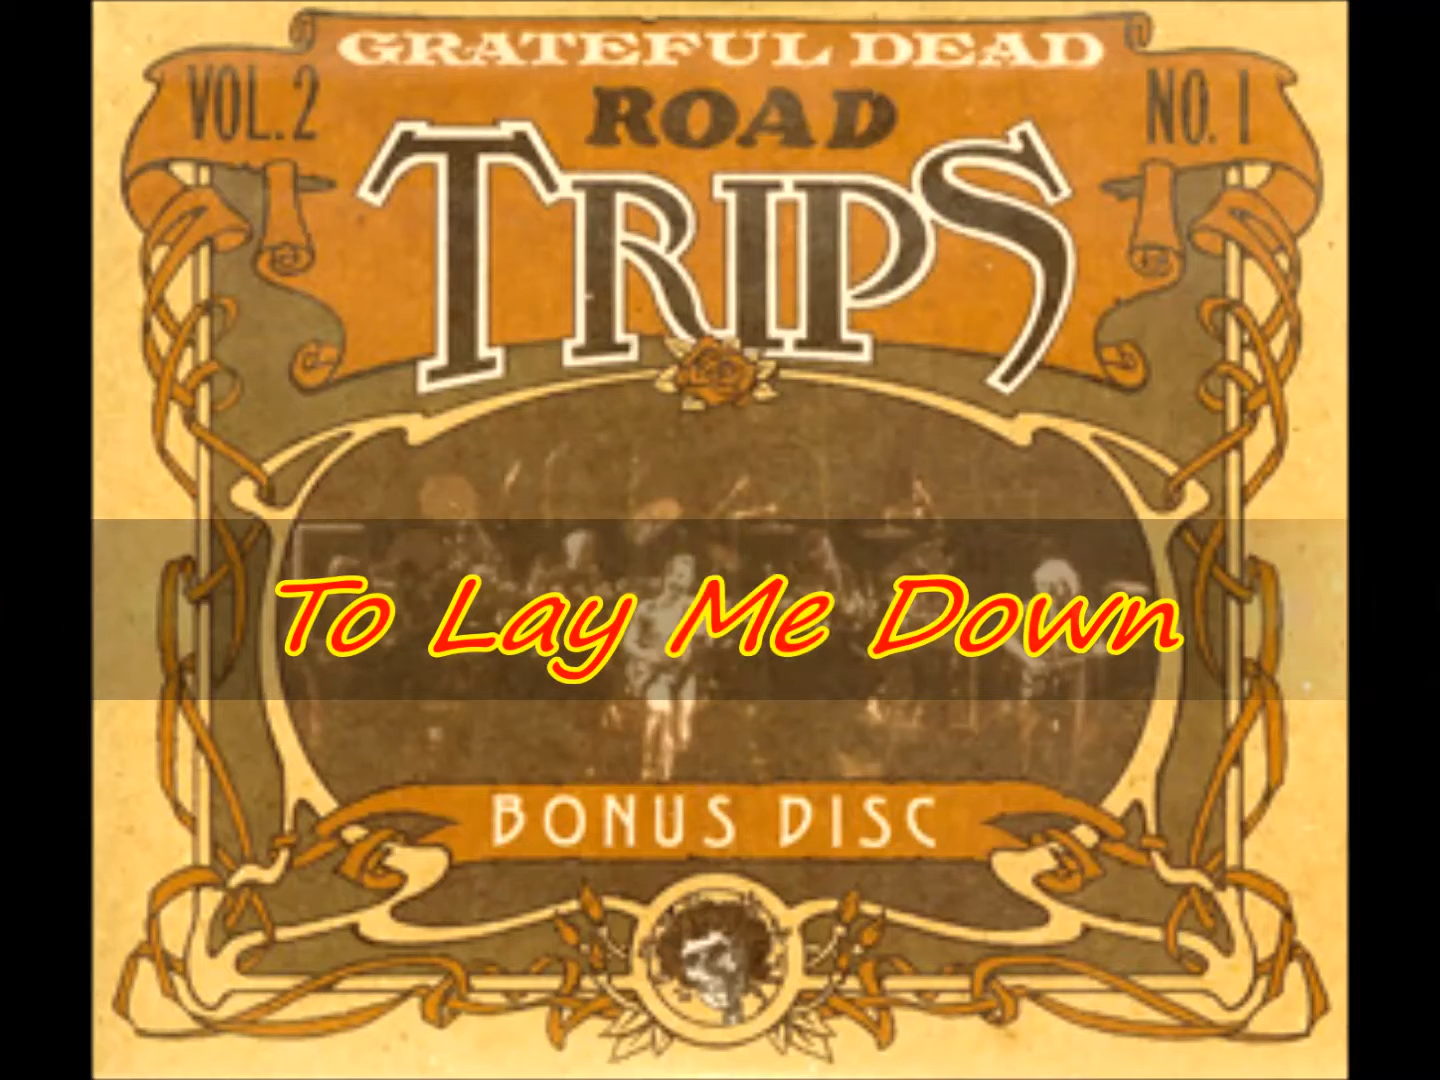 GRATEFUL DEAD
VOL. 2
ROAD
NO. 1
TRIPS
To Lay Me Down
BONUS DISC